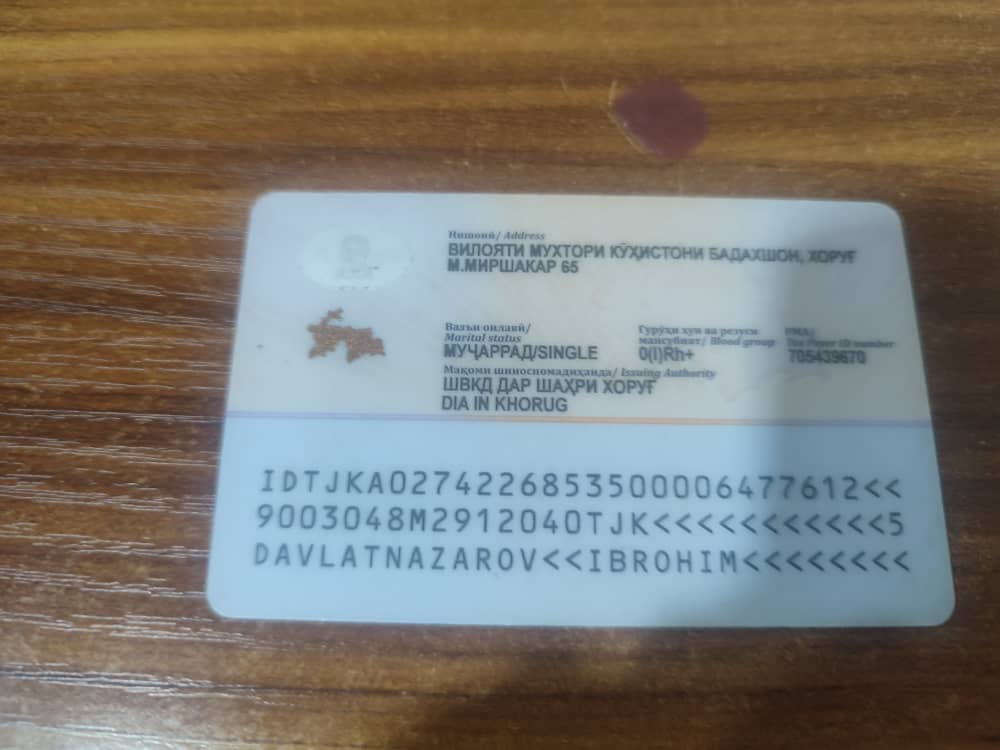 Нишонӣ/ Address
ВИЛОЯТИ МУХТОРИ КӮҲИСТОНИ БАДАХШОН, ХОРУҒ
М.МИРШАКАР 65
Вазъи оилавӣ/
Marital status
МУҶАРРАД/SINGLE
Гурӯҳи хун ва резуси
мансубият/ Blood group
0(I)Rh+
РМА/
Tax Payer ID number
705439670
Мақоми шиносномадиҳанда/ Issuing Authority
ШВКД ДАР ШАҲРИ ХОРУҒ
DIA IN KHORUG
IDTJKA0274226853500006477612<<
9003048M2912040TJK<<<<<<<<<<<5
DAVLATNAZAROV<<IBROHIM<<<<<<<<